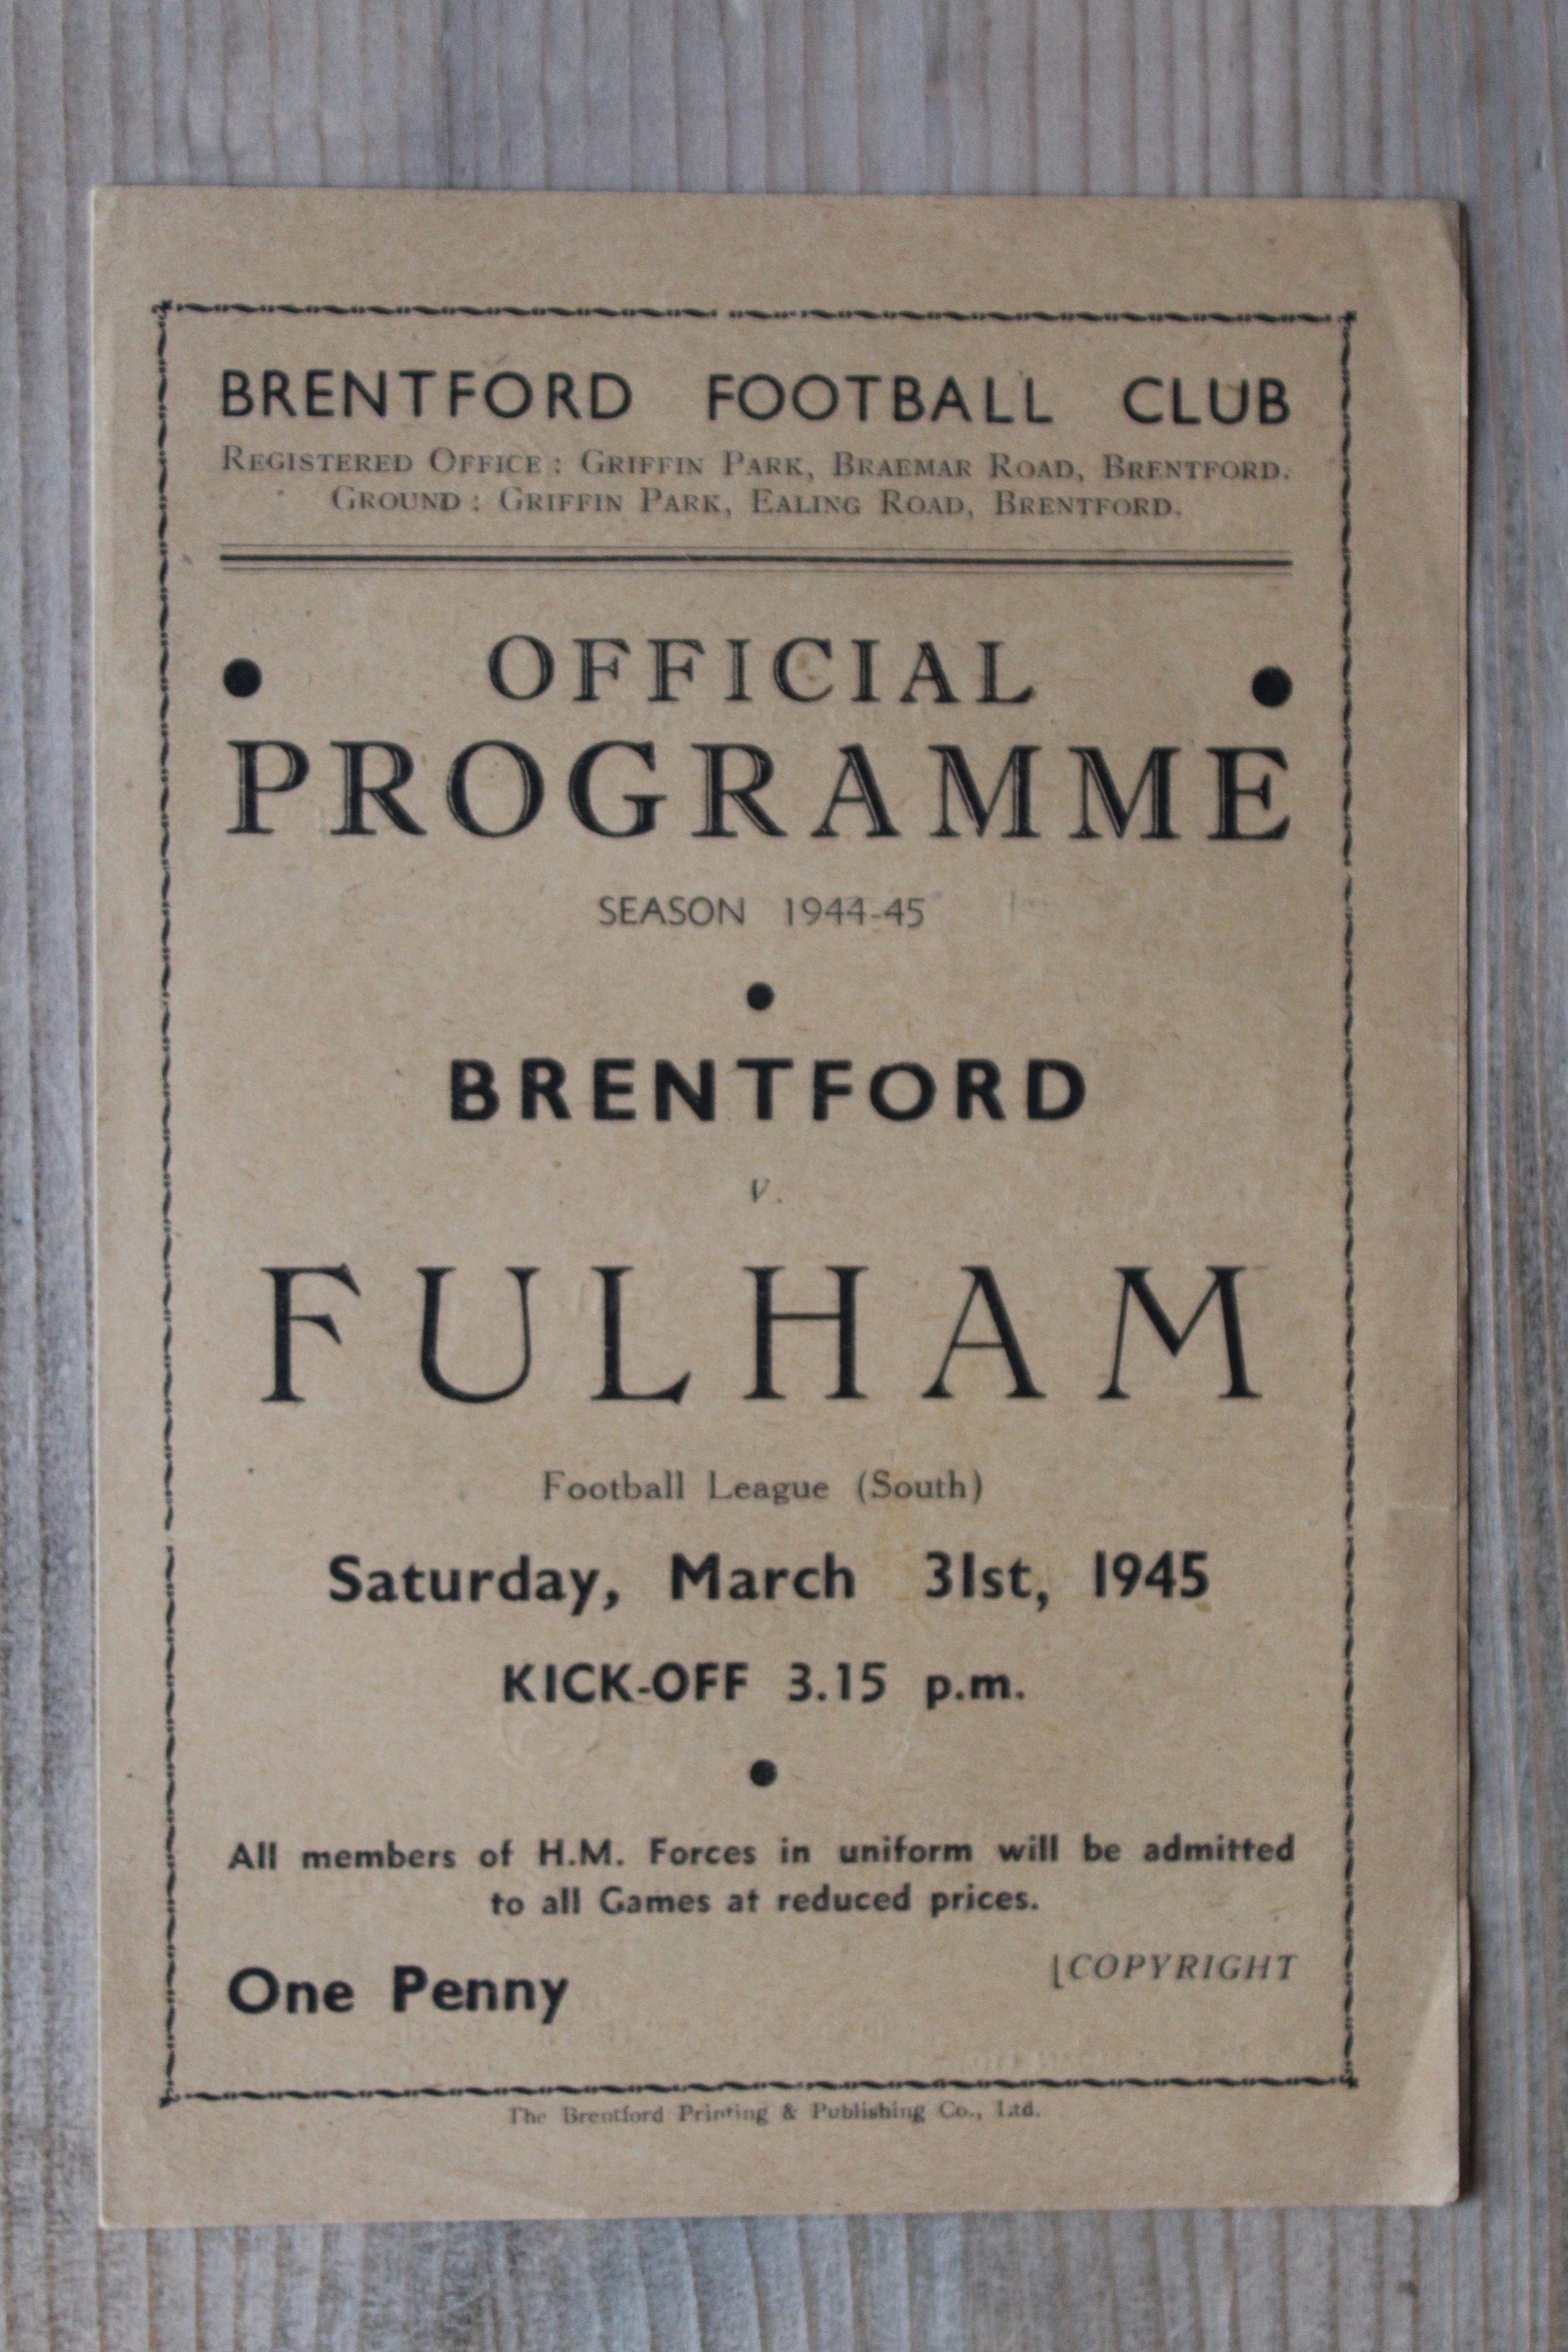 BRENTFORD FOOTBALL CLUB
REGISTERED OFFICE : GRIFFIN PARK, BRAEMAR ROAD, BRENTFORD.
GROUND : GRIFFIN PARK, EALING ROAD, BRENTFORD.
• OFFICIAL •
PROGRAMME
SEASON 1944-45
•
BRENTFORD
v.
FULHAM
Football League (South)
Saturday, March 31st, 1945
KICK-OFF 3.15 p.m.
•
All members of H.M. Forces in uniform will be admitted
to all Games at reduced prices.
[COPYRIGHT
One Penny
The Brentford Printing & Publishing Co., Ltd.